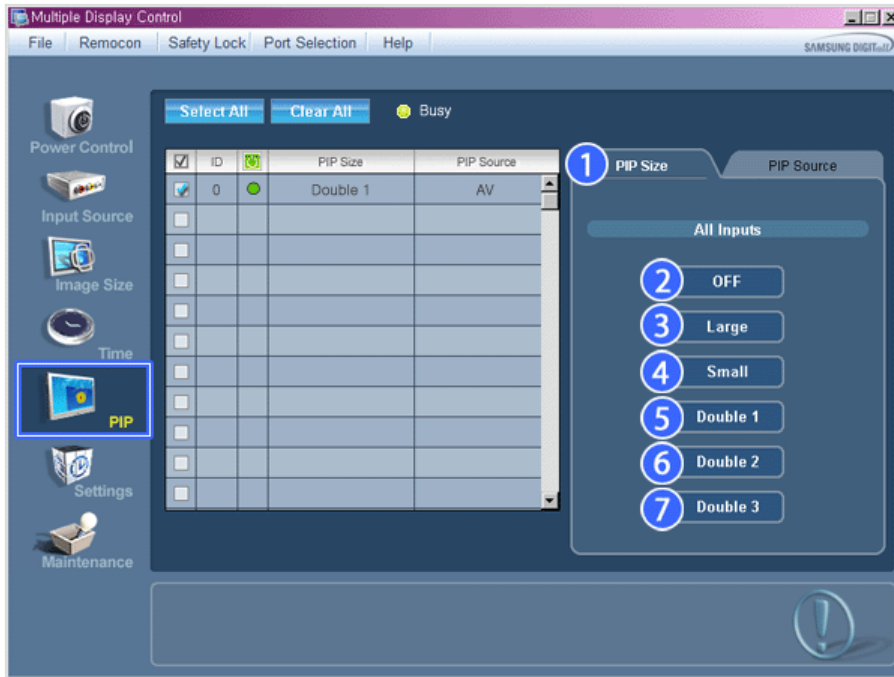 Multiple Display Control
File Remocon Safety Lock Port Selection Help
SAMSUNG DIGITall
Select All Clear All Busy
Power Control
Input Source
Image Size
Time
PIP
Settings
Maintenance
ID PIP Size PIP Source
0 Double 1 AV
1 PIP Size PIP Source
All Inputs
2 OFF
3 Large
4 Small
5 Double 1
6 Double 2
7 Double 3